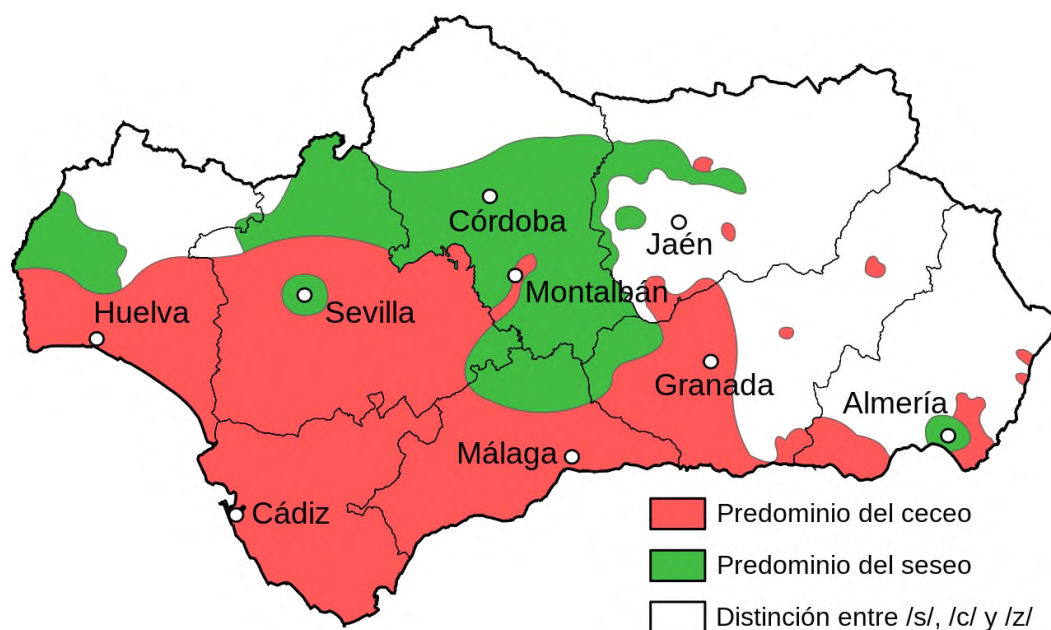 Córdoba
Jaén
Montalbán
Huelva
Sevilla
Granada
Almería
Málaga
Cádiz
Predominio del ceceo
Predominio del seseo
Distinción entre /s/, /c/ y /z/